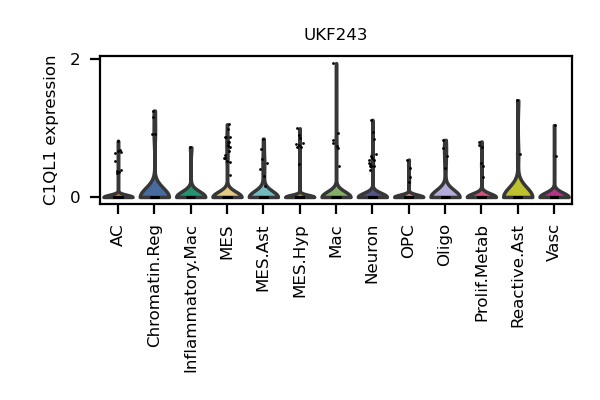 UKF243
C1QL1 expression
2
0
AC
Chromatin.Reg
Inflammatory.Mac
MES
MES.Ast
MES.Hyp
Mac
Neuron
OPC
Oligo
Prolif.Metab
Reactive.Ast
Vasc